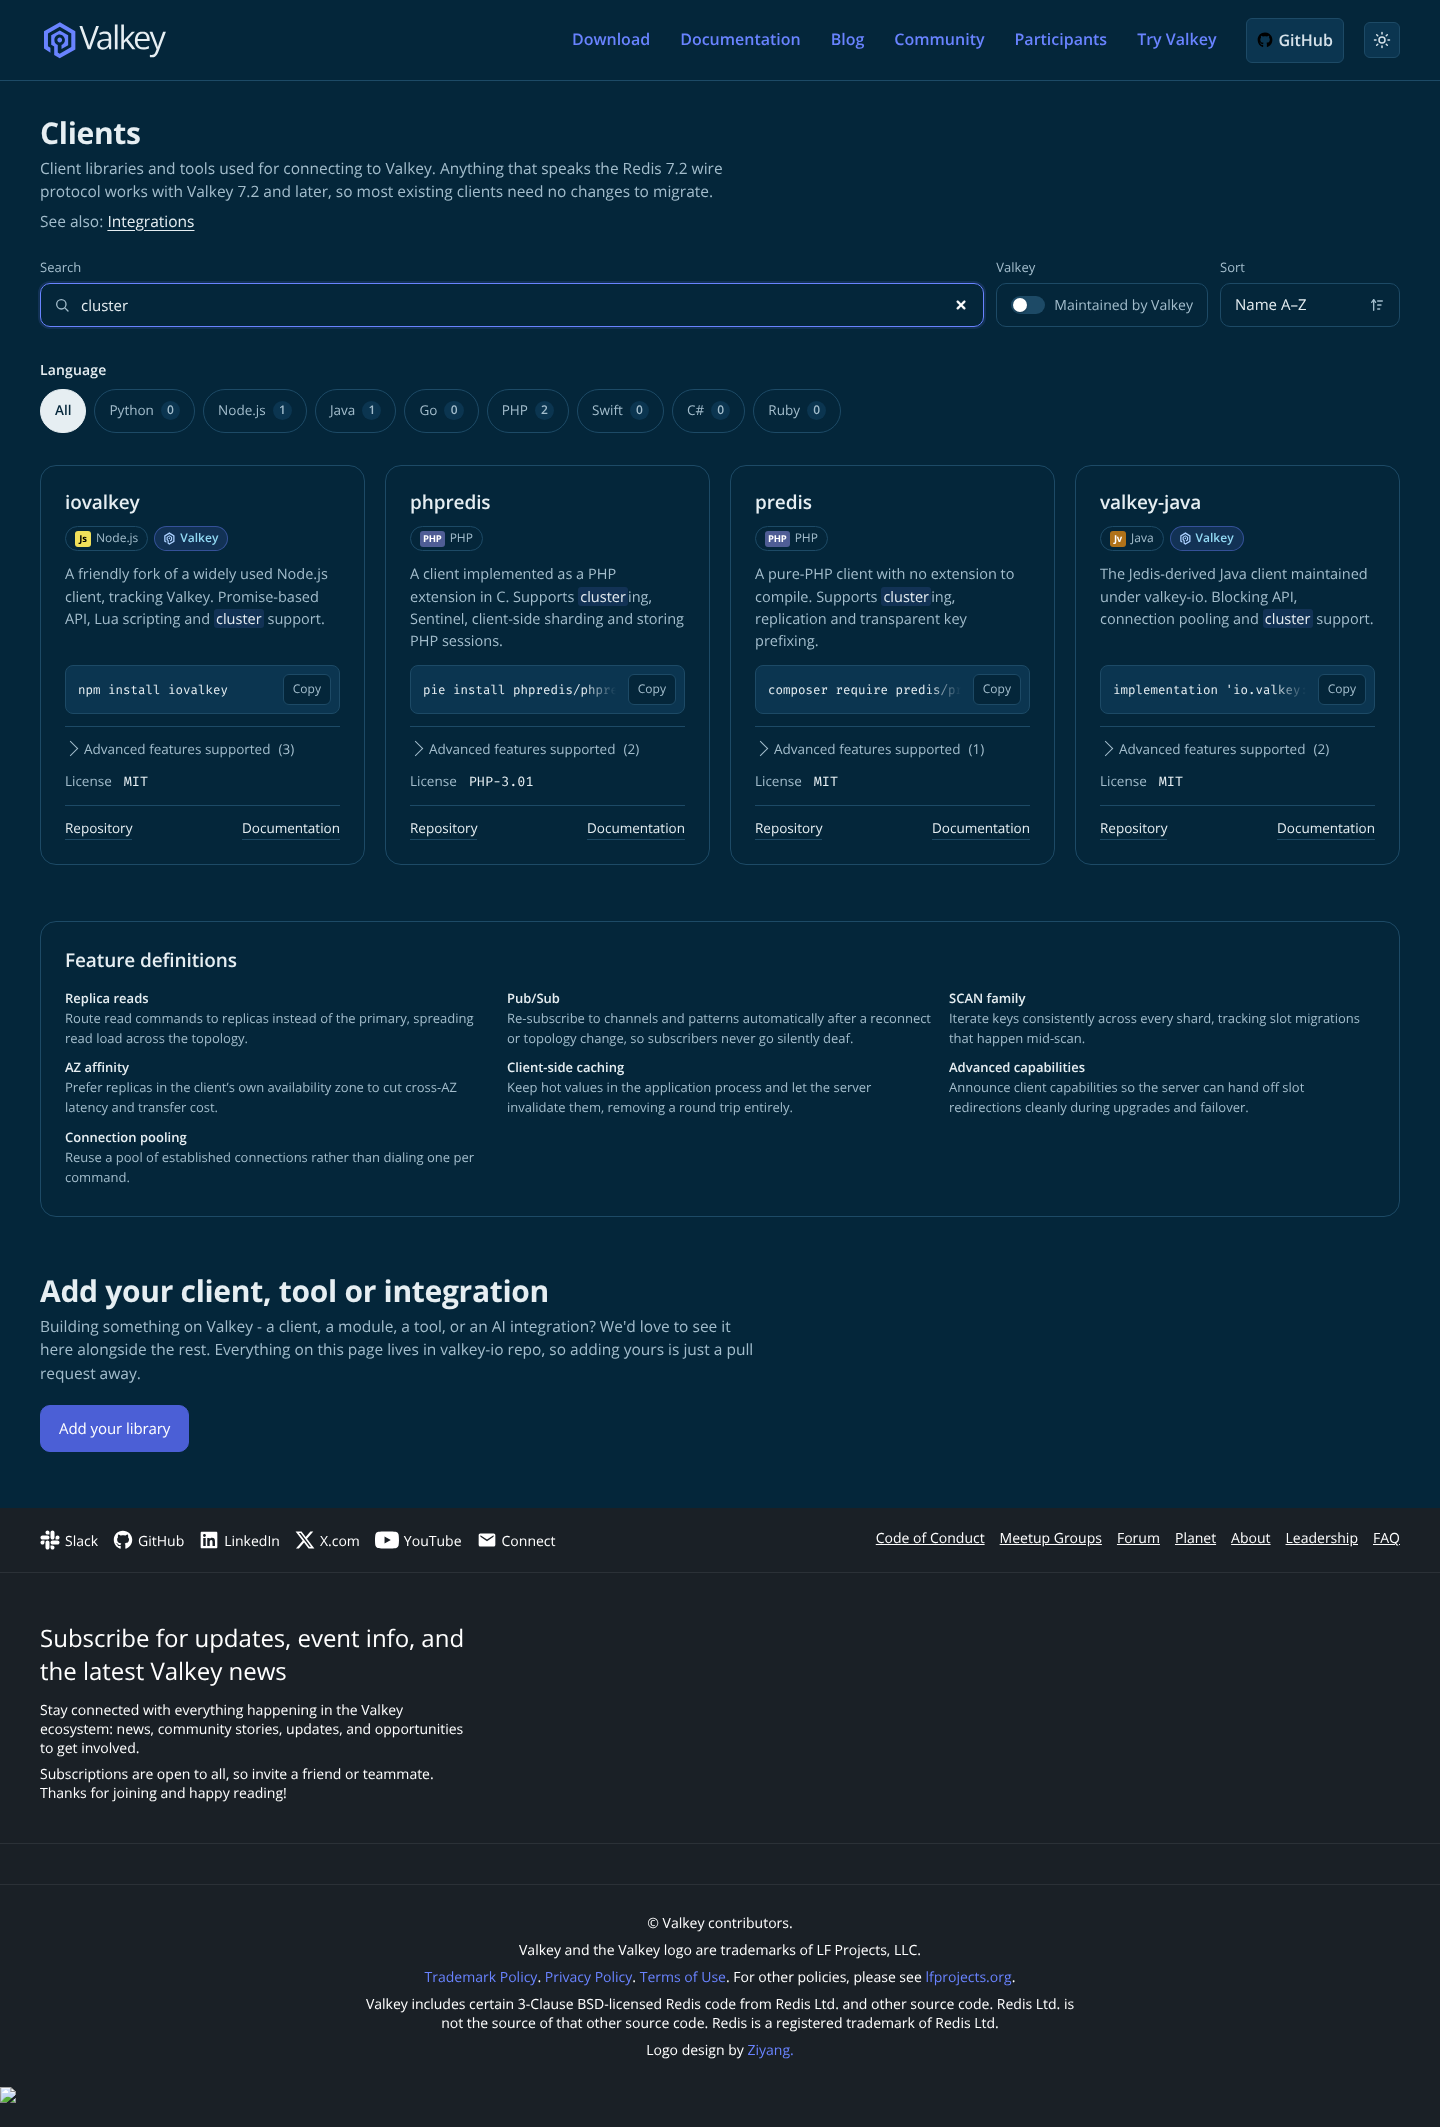 Valkey
Download Documentation Blog Community Participants Try Valkey GitHub
Clients
Client libraries and tools used for connecting to Valkey. Anything that speaks the Redis 7.2 wire
protocol works with Valkey 7.2 and later, so most existing clients need no changes to migrate.
See also: Integrations
Search
cluster
Valkey
Maintained by Valkey
Sort
Name A–Z
Language
All Python 0 Node.js 1 Java 1 Go 0 PHP 2 Swift 0 C# 0 Ruby 0
iovalkey
Js Node.js Valkey
A friendly fork of a widely used Node.js
client, tracking Valkey. Promise-based
API, Lua scripting and cluster support.
npm install iovalkey Copy
Advanced features supported (3)
License MIT
Repository Documentation
phpredis
PHP PHP
A client implemented as a PHP
extension in C. Supports clustering,
Sentinel, client-side sharding and storing
PHP sessions.
pie install phpredis/phpre Copy
Advanced features supported (2)
License PHP-3.01
Repository Documentation
predis
PHP PHP
A pure-PHP client with no extension to
compile. Supports clustering,
replication and transparent key
prefixing.
composer require predis/pr Copy
Advanced features supported (1)
License MIT
Repository Documentation
valkey-java
Jv Java Valkey
The Jedis-derived Java client maintained
under valkey-io. Blocking API,
connection pooling and cluster support.
implementation 'io.valkey: Copy
Advanced features supported (2)
License MIT
Repository Documentation
Feature definitions
Replica reads
Route read commands to replicas instead of the primary, spreading
read load across the topology.
Pub/Sub
Re-subscribe to channels and patterns automatically after a reconnect
or topology change, so subscribers never go silently deaf.
SCAN family
Iterate keys consistently across every shard, tracking slot migrations
that happen mid-scan.
AZ affinity
Prefer replicas in the client’s own availability zone to cut cross-AZ
latency and transfer cost.
Client-side caching
Keep hot values in the application process and let the server
invalidate them, removing a round trip entirely.
Advanced capabilities
Announce client capabilities so the server can hand off slot
redirections cleanly during upgrades and failover.
Connection pooling
Reuse a pool of established connections rather than dialing one per
command.
Add your client, tool or integration
Building something on Valkey - a client, a module, a tool, or an AI integration? We'd love to see it
here alongside the rest. Everything on this page lives in valkey-io repo, so adding yours is just a pull
request away.
Add your library
Slack GitHub LinkedIn X.com YouTube Connect
Code of Conduct Meetup Groups Forum Planet About Leadership FAQ
Subscribe for updates, event info, and
the latest Valkey news
Stay connected with everything happening in the Valkey
ecosystem: news, community stories, updates, and opportunities
to get involved.
Subscriptions are open to all, so invite a friend or teammate.
Thanks for joining and happy reading!
© Valkey contributors.
Valkey and the Valkey logo are trademarks of LF Projects, LLC.
Trademark Policy. Privacy Policy. Terms of Use. For other policies, please see lfprojects.org.
Valkey includes certain 3-Clause BSD-licensed Redis code from Redis Ltd. and other source code. Redis Ltd. is
not the source of that other source code. Redis is a registered trademark of Redis Ltd.
Logo design by Ziyang.